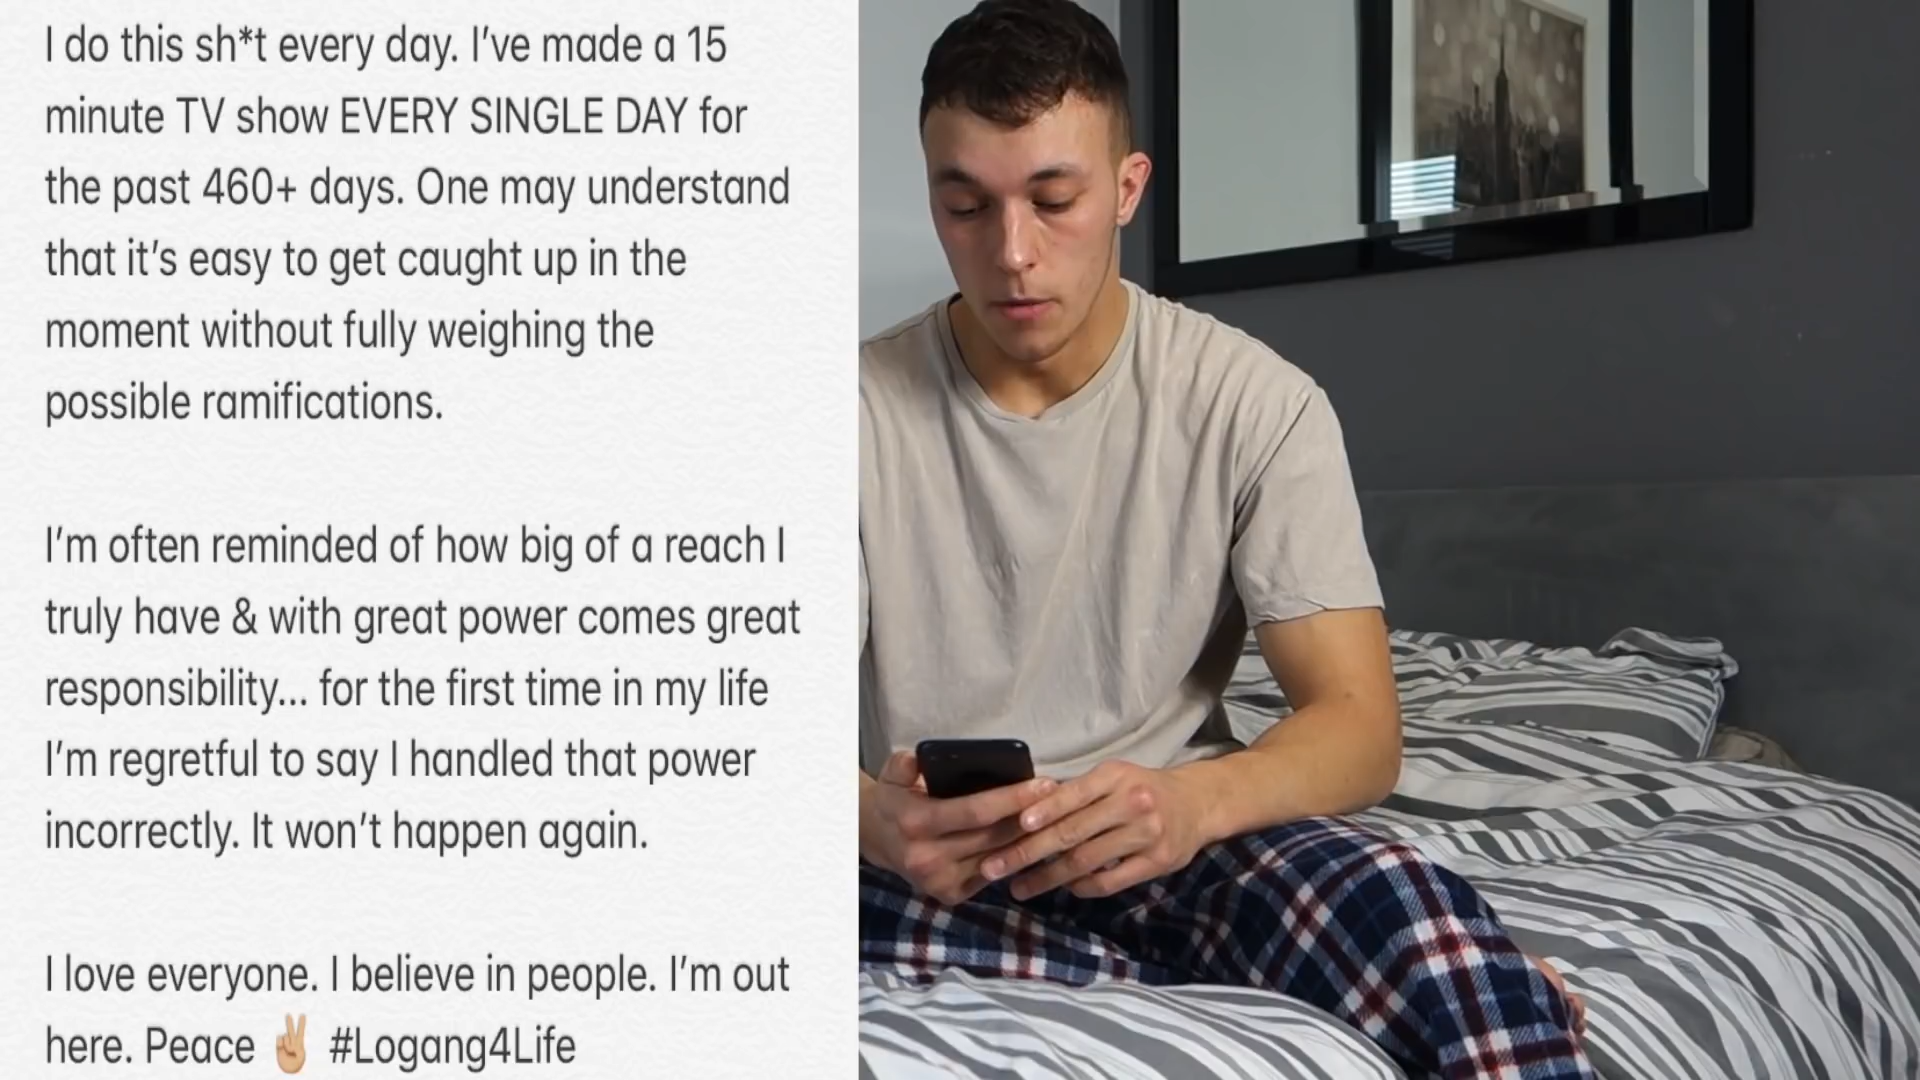 I do this sh*t every day. I've made a 15
minute TV show EVERY SINGLE DAY for
the past 460+ days. One may understand
that it's easy to get caught up in the
moment without fully weighing the
possible ramifications.
I'm often reminded of how big of a reach I
truly have & with great power comes great
responsibility... for the first time in my life
I'm regretful to say I handled that power
incorrectly. It won't happen again.
I love everyone. I believe in people. I'm out
here. Peace ✌🏼 #Logang4Life